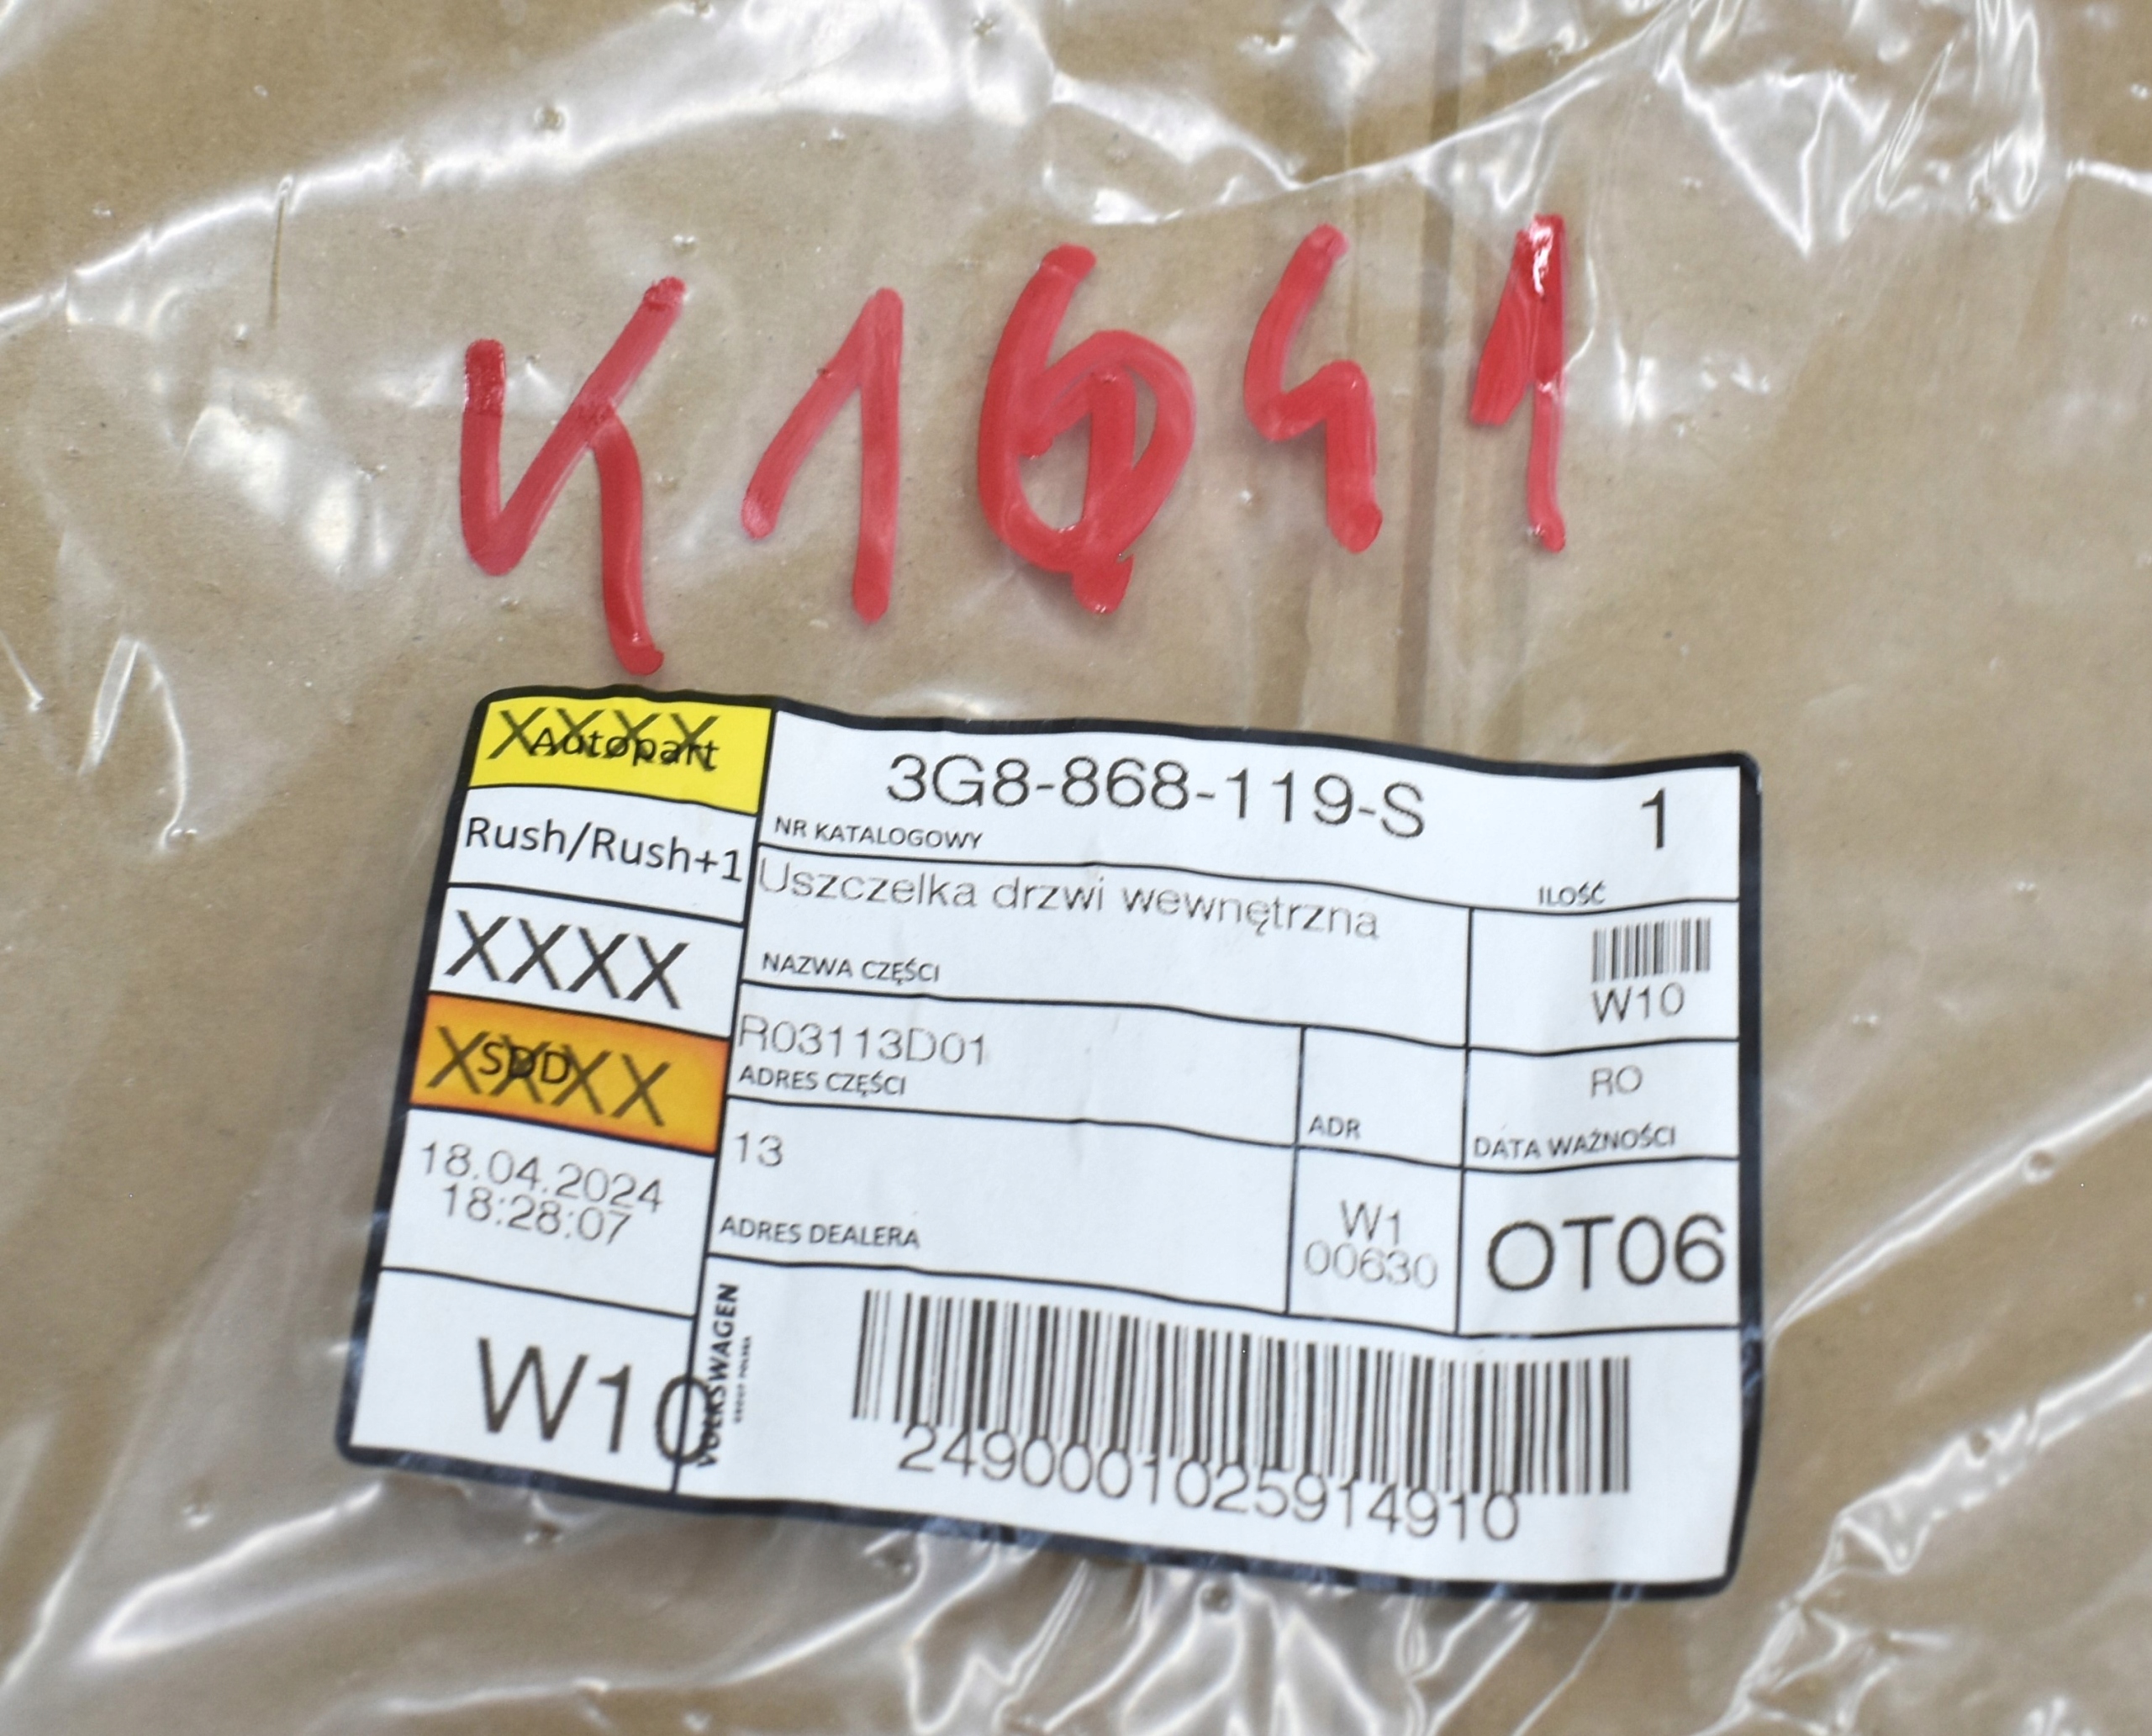 XXXX
Autopart
3G8-868-119-S 1
NR KATALOGOWY
ILOŚĆ
Rush/Rush+1
Uszczelka drzwi wewnętrzna
NAZWA CZĘŚCI
W10
XXXX
R03113D01
ADRES CZĘŚCI
ADR
RO
DATA WAŻNOŚCI
XXXX
SDD
13
ADRES DEALERA
W1
00630
OT06
18.04.2024
18:28:07
W10
VOLKSWAGEN
GROUP POLSKA
2490001025914910